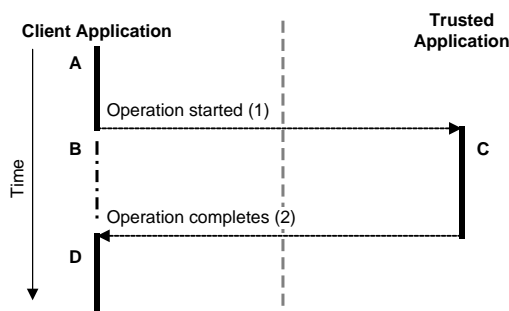 Client Application
Trusted
Application
A
Operation started (1)
B
C
Time
Operation completes (2)
D